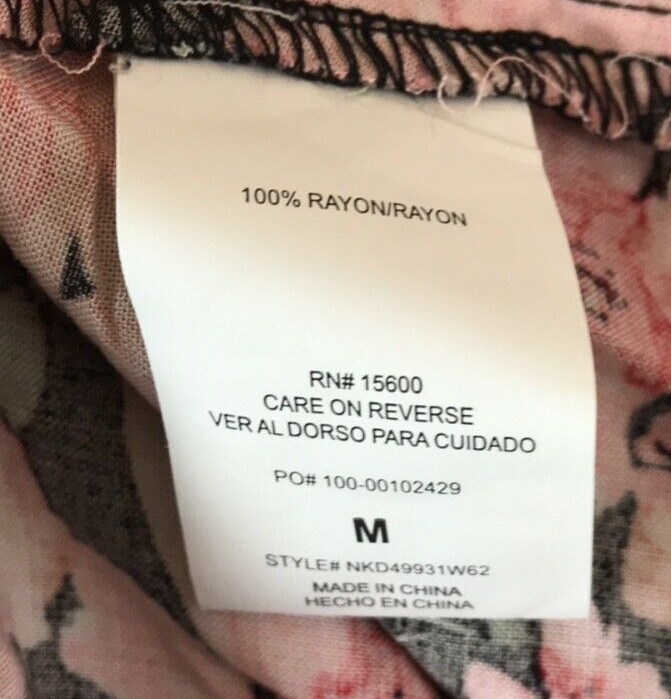 100% RAYON/RAYON
RN# 15600
CARE ON REVERSE
VER AL DORSO PARA CUIDADO
PO# 100-00102429
M
STYLE# NKD49931W62
MADE IN CHINA
HECHO EN CHINA